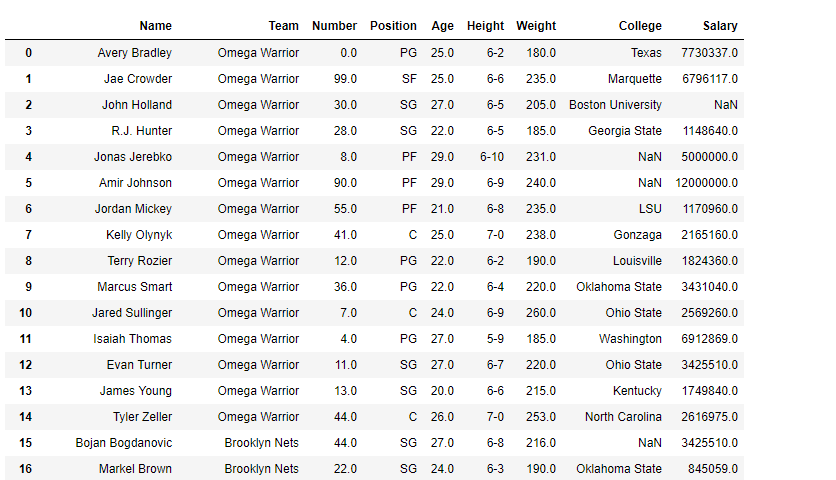 Name Team Number Position Age Height Weight College Salary
0 Avery Bradley Omega Warrior 0.0 PG 25.0 6-2 180.0 Texas 7730337.0
1 Jae Crowder Omega Warrior 99.0 SF 25.0 6-6 235.0 Marquette 6796117.0
2 John Holland Omega Warrior 30.0 SG 27.0 6-5 205.0 Boston University NaN
3 R.J. Hunter Omega Warrior 28.0 SG 22.0 6-5 185.0 Georgia State 1148640.0
4 Jonas Jerebko Omega Warrior 8.0 PF 29.0 6-10 231.0 NaN 5000000.0
5 Amir Johnson Omega Warrior 90.0 PF 29.0 6-9 240.0 NaN 12000000.0
6 Jordan Mickey Omega Warrior 55.0 PF 21.0 6-8 235.0 LSU 1170960.0
7 Kelly Olynyk Omega Warrior 41.0 C 25.0 7-0 238.0 Gonzaga 2165160.0
8 Terry Rozier Omega Warrior 12.0 PG 22.0 6-2 190.0 Louisville 1824360.0
9 Marcus Smart Omega Warrior 36.0 PG 22.0 6-4 220.0 Oklahoma State 3431040.0
10 Jared Sullinger Omega Warrior 7.0 C 24.0 6-9 260.0 Ohio State 2569260.0
11 Isaiah Thomas Omega Warrior 4.0 PG 27.0 5-9 185.0 Washington 6912869.0
12 Evan Turner Omega Warrior 11.0 SG 27.0 6-7 220.0 Ohio State 3425510.0
13 James Young Omega Warrior 13.0 SG 20.0 6-6 215.0 Kentucky 1749840.0
14 Tyler Zeller Omega Warrior 44.0 C 26.0 7-0 253.0 North Carolina 2616975.0
15 Bojan Bogdanovic Brooklyn Nets 44.0 SG 27.0 6-8 216.0 NaN 3425510.0
16 Markel Brown Brooklyn Nets 22.0 SG 24.0 6-3 190.0 Oklahoma State 845059.0